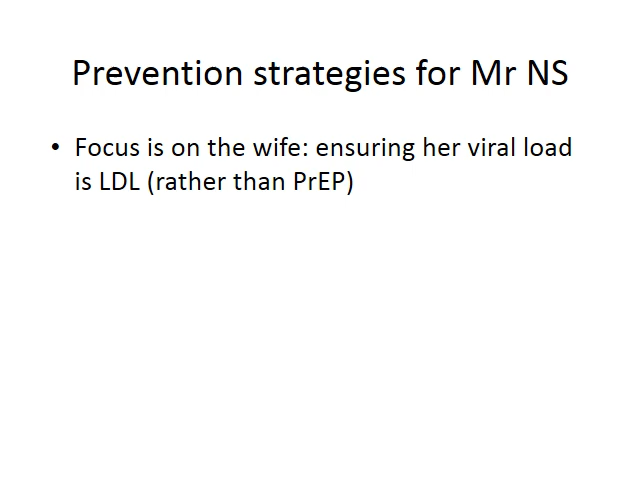 Prevention strategies for Mr NS
• Focus is on the wife: ensuring her viral load
is LDL (rather than PrEP)